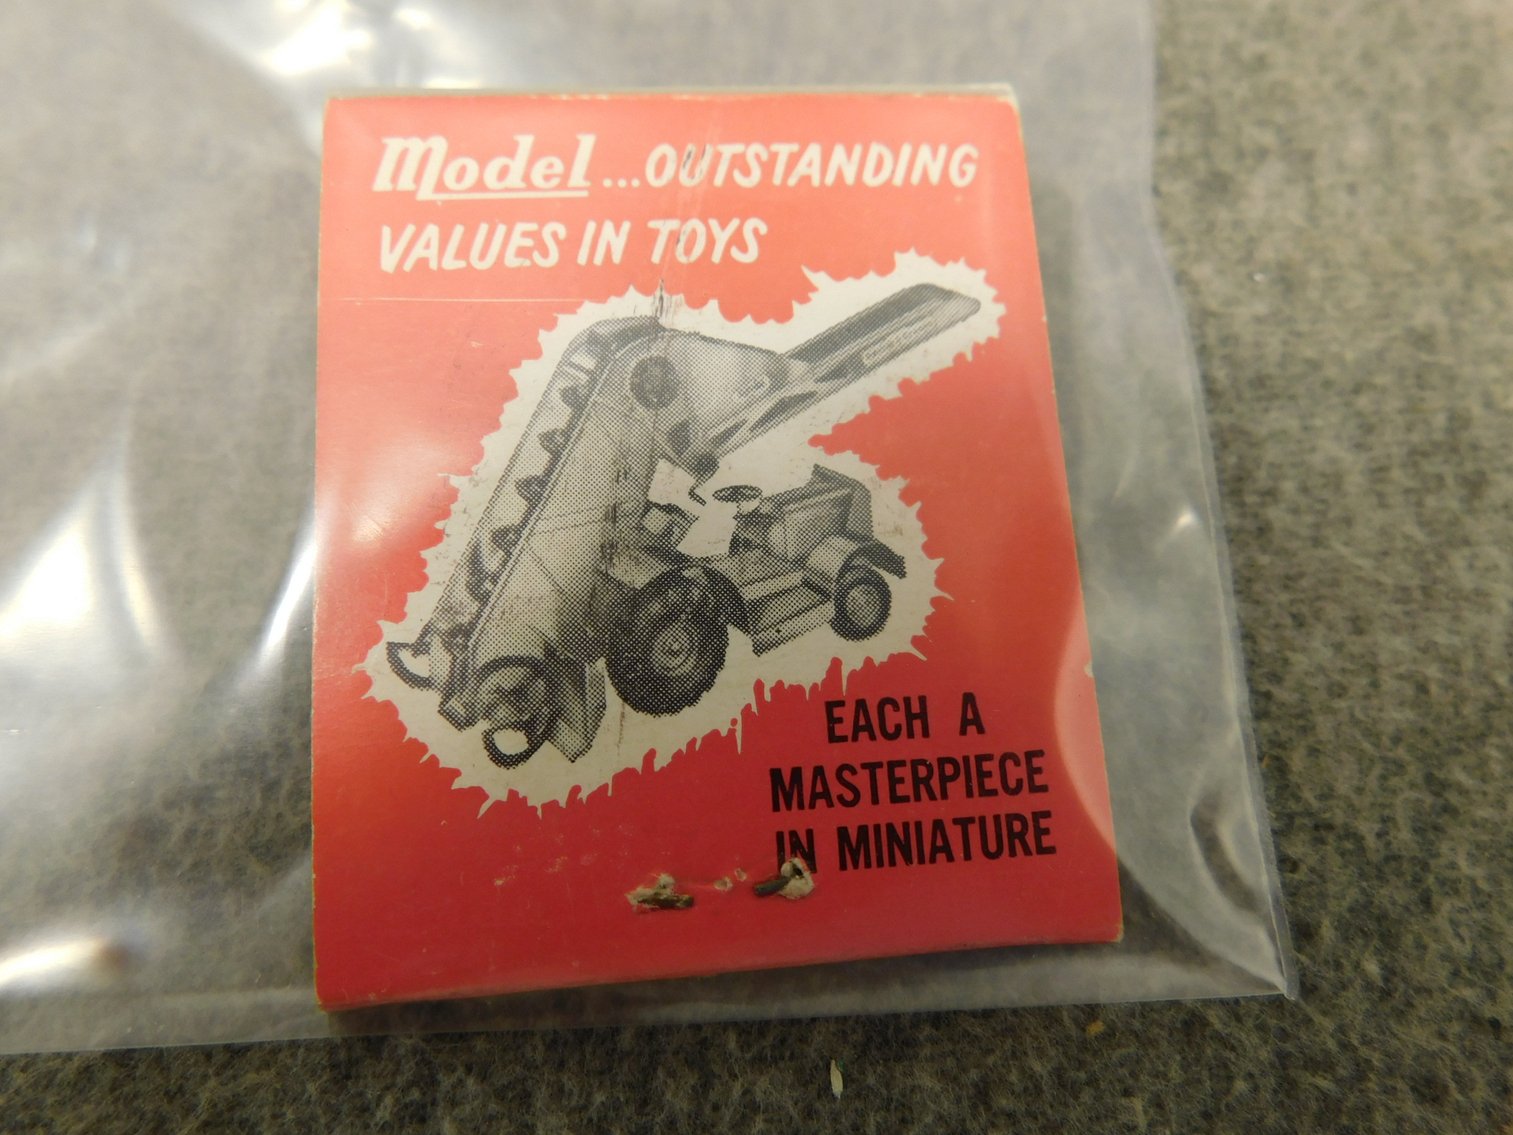 Model...OUTSTANDING
VALUES IN TOYS
EACH A
MASTERPIECE
IN MINIATURE